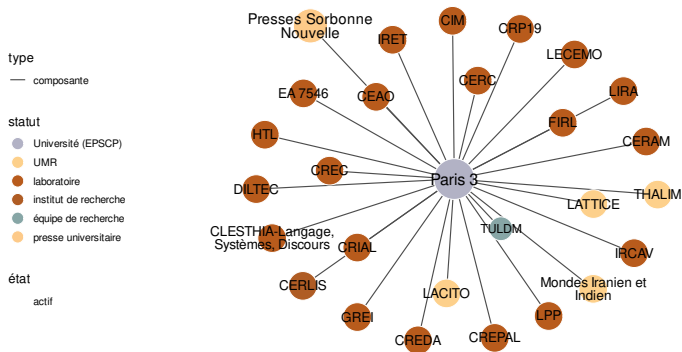 type
composante
statut
Université (EPSCP)
UMR
laboratoire
institut de recherche
équipe de recherche
presse universitaire
état
actif
Presses Sorbonne
Nouvelle
IRET
CIM
CRP19
LECEMO
EA 7546
CEAO
CERC
LIRA
FIRL
HTL
CERAM
CREC
Paris 3
DILTEC
THALIM
LATTICE
CLESTHIA-Langage,
Systèmes, Discours
CRIAL
TULDM
IRCAV
CERLIS
LACITO
Mondes Iranien et
Indien
GREI
LPP
CREDA
CREPAL